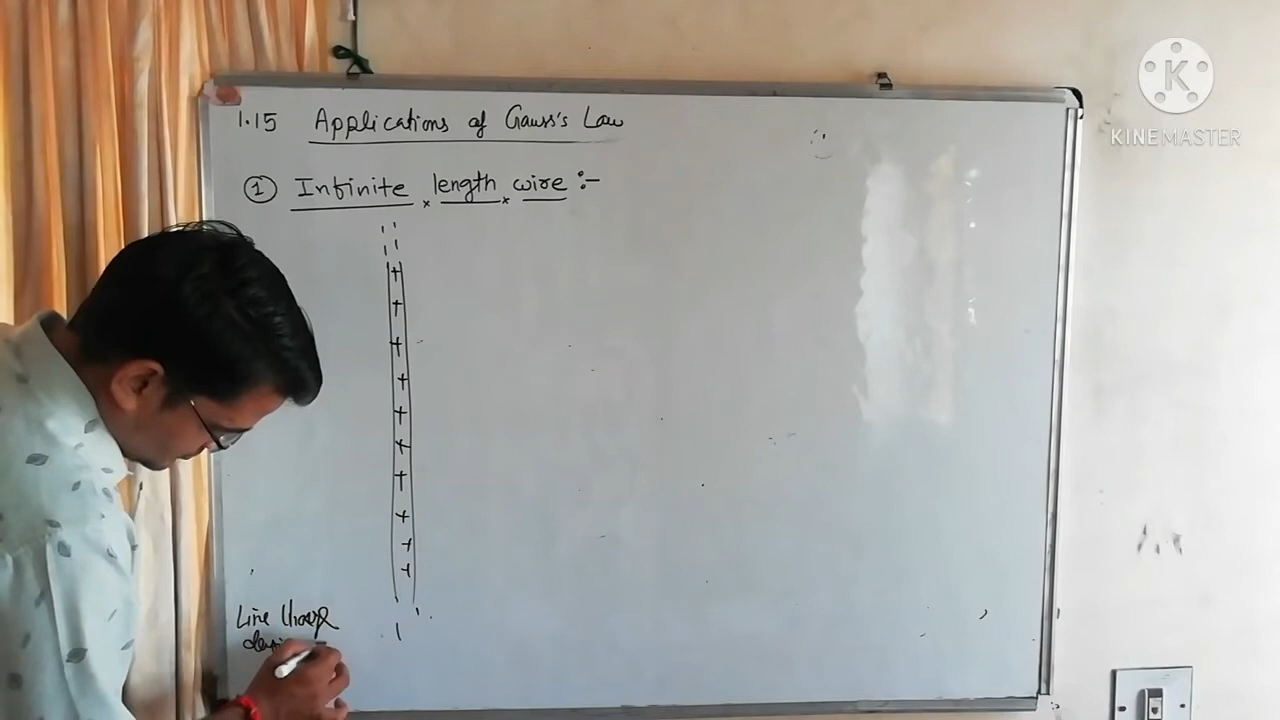 1.15 Applications of Gauss's Law
① Infinite length wire :-
Line Charge
K
KINEMASTER